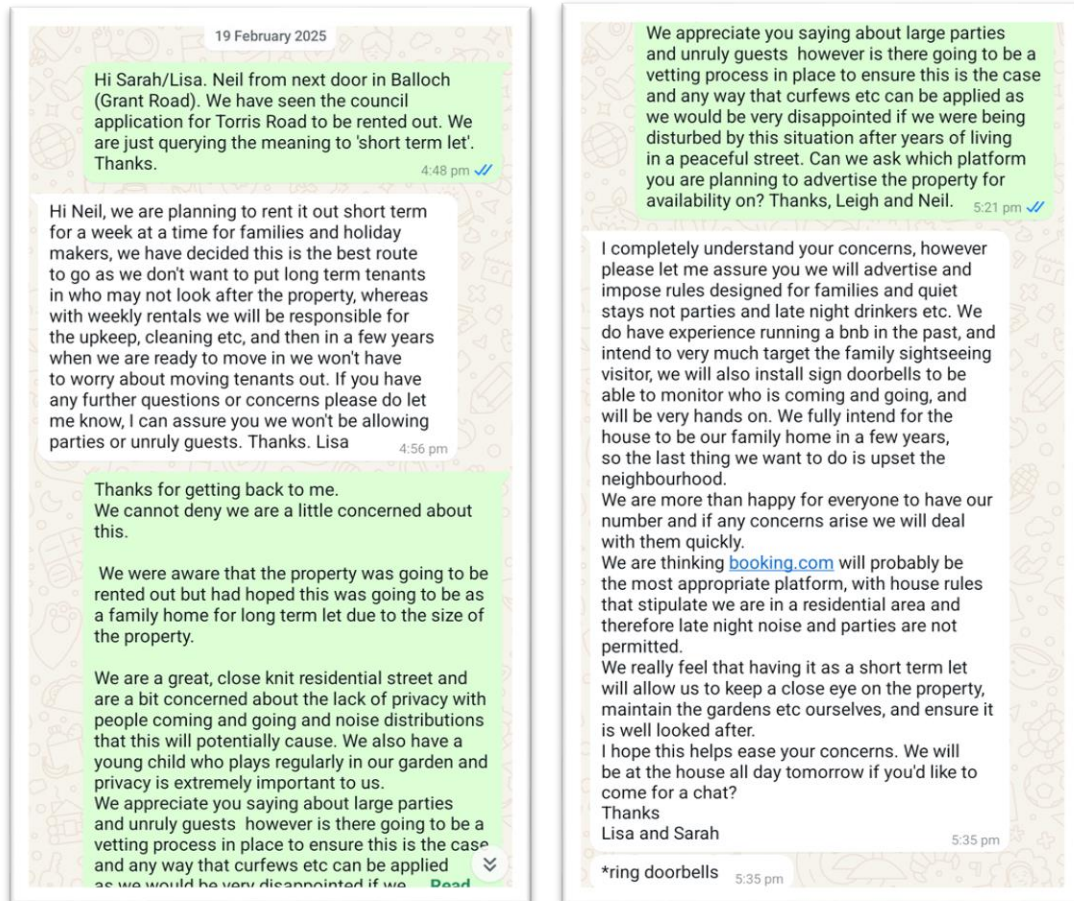 19 February 2025
Hi Sarah/Lisa. Neil from next door in Balloch
(Grant Road). We have seen the council
application for Torris Road to be rented out. We
are just querying the meaning to 'short term let'.
Thanks.
4:48 pm
Hi Neil, we are planning to rent it out short term
for a week at a time for families and holiday
makers, we have decided this is the best route
to go as we don't want to put long term tenants
in who may not look after the property, whereas
with weekly rentals we will be responsible for
the upkeep, cleaning etc, and then in a few years
when we are ready to move in we won't have
to worry about moving tenants out. If you have
any further questions or concerns please do let
me know, I can assure you we won't be allowing
parties or unruly guests. Thanks. Lisa
4:56 pm
Thanks for getting back to me.
We cannot deny we are a little concerned about
this.
We were aware that the property was going to be
rented out but had hoped this was going to be as
a family home for long term let due to the size of
the property.
We are a great, close knit residential street and
are a bit concerned about the lack of privacy with
people coming and going and noise distributions
that this will potentially cause. We also have a
young child who plays regularly in our garden and
privacy is extremely important to us.
We appreciate you saying about large parties
and unruly guests however is there going to be a
vetting process in place to ensure this is the case
and any way that curfews etc can be applied
as we would be very disappointed if we... Read
We appreciate you saying about large parties
and unruly guests however is there going to be a
vetting process in place to ensure this is the case
and any way that curfews etc can be applied as
we would be very disappointed if we were being
disturbed by this situation after years of living
in a peaceful street. Can we ask which platform
you are planning to advertise the property for
availability on? Thanks, Leigh and Neil.
5:21 pm
I completely understand your concerns, however
please let me assure you we will advertise and
impose rules designed for families and quiet
stays not parties and late night drinkers etc. We
do have experience running a bnb in the past, and
intend to very much target the family sightseeing
visitor, we will also install sign doorbells to be
able to monitor who is coming and going, and
will be very hands on. We fully intend for the
house to be our family home in a few years,
so the last thing we want to do is upset the
neighbourhood.
We are more than happy for everyone to have our
number and if any concerns arise we will deal
with them quickly.
We are thinking booking.com will probably be
the most appropriate platform, with house rules
that stipulate we are in a residential area and
therefore late night noise and parties are not
permitted.
We really feel that having it as a short term let
will allow us to keep a close eye on the property,
maintain the gardens etc ourselves, and ensure it
is well looked after.
I hope this helps ease your concerns. We will
be at the house all day tomorrow if you'd like to
come for a chat?
Thanks
Lisa and Sarah
5:35 pm
*ring doorbells
5:35 pm